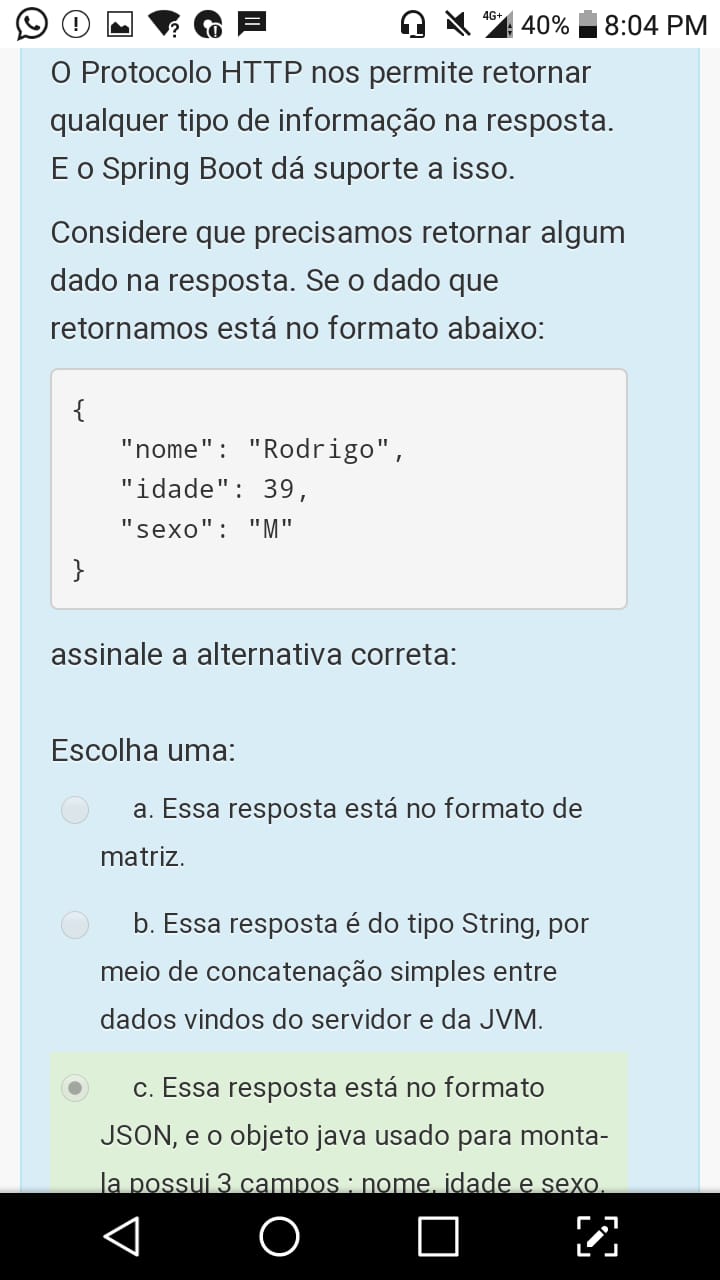 4G+ 40% 8:04 PM
O Protocolo HTTP nos permite retornar
qualquer tipo de informação na resposta.
E o Spring Boot dá suporte a isso.
Considere que precisamos retornar algum
dado na resposta. Se o dado que
retornamos está no formato abaixo:
{
"nome": "Rodrigo",
"idade": 39,
"sexo": "M"
}
assinale a alternativa correta:
Escolha uma:
a. Essa resposta está no formato de
matriz.
b. Essa resposta é do tipo String, por
meio de concatenação simples entre
dados vindos do servidor e da JVM.
c. Essa resposta está no formato
JSON, e o objeto java usado para monta-
la possui 3 campos : nome, idade e sexo.